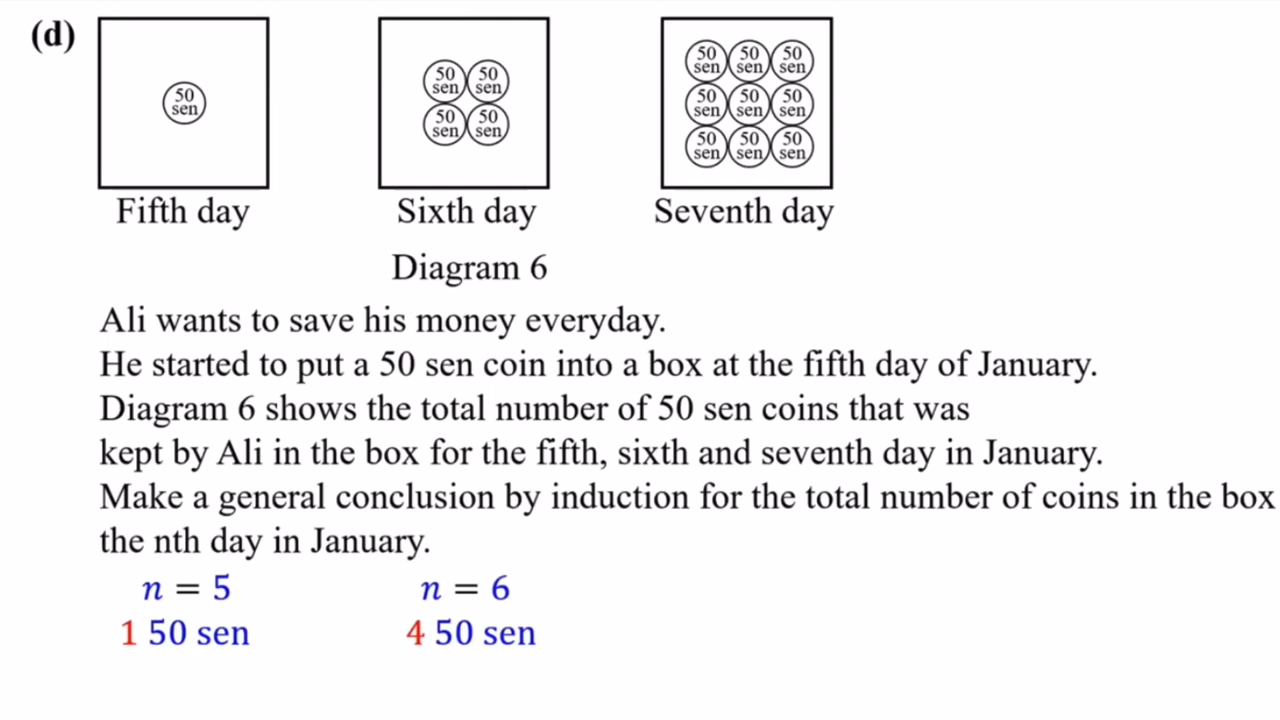 (d)
50 sen
50 sen 50 sen
50 sen 50 sen
50 sen 50 sen 50 sen
50 sen 50 sen 50 sen
50 sen 50 sen 50 sen
Fifth day Sixth day Seventh day
Diagram 6
Ali wants to save his money everyday.
He started to put a 50 sen coin into a box at the fifth day of January.
Diagram 6 shows the total number of 50 sen coins that was
kept by Ali in the box for the fifth, sixth and seventh day in January.
Make a general conclusion by induction for the total number of coins in the box
the nth day in January.
n = 5 n = 6
1 50 sen 4 50 sen